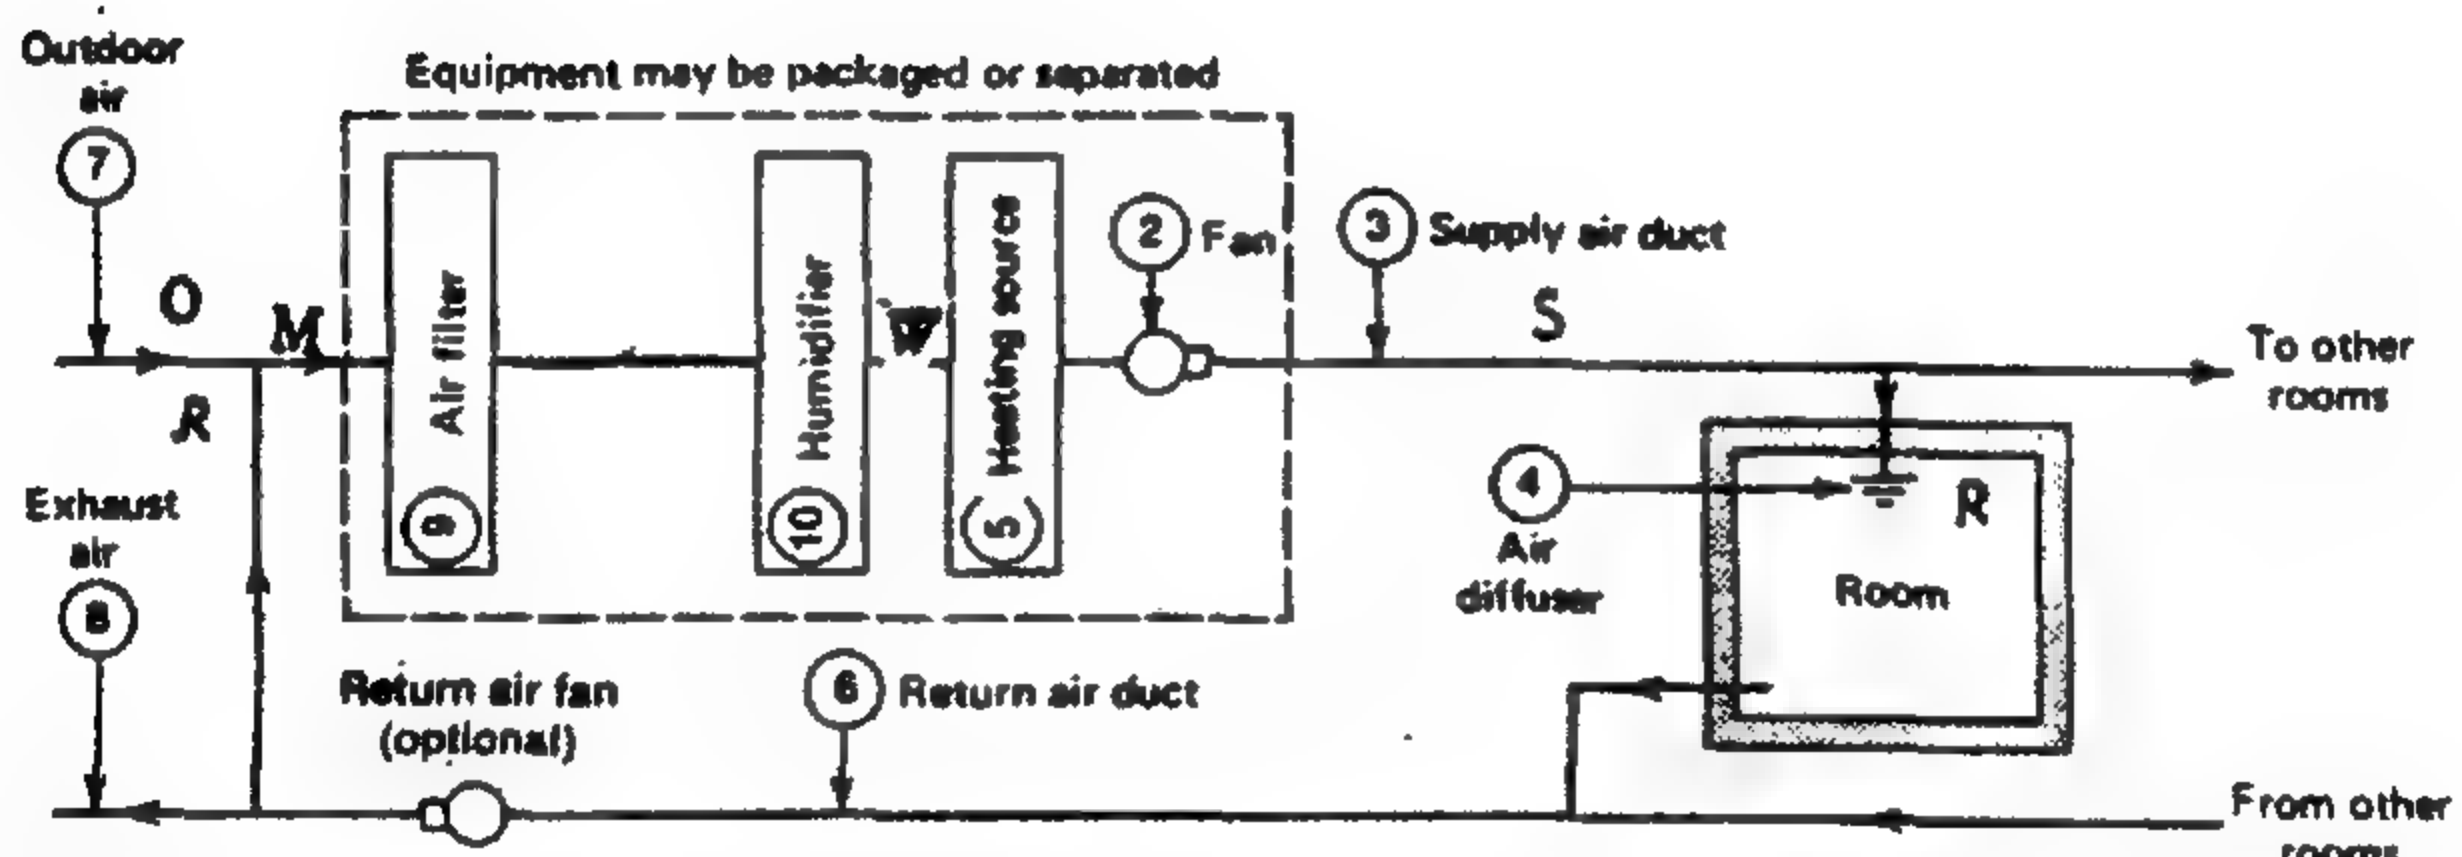 Outdoor
air
7
Equipment may be packaged or separated
O
M
R
Air filter
9
Humidifier
10
W
Heating source
5
2
Fan
3
Supply air duct
S
To other
rooms
4
Air
diffuser
R
Room
Exhaust
air
8
Return air fan
(optional)
6
Return air duct
From other
rooms